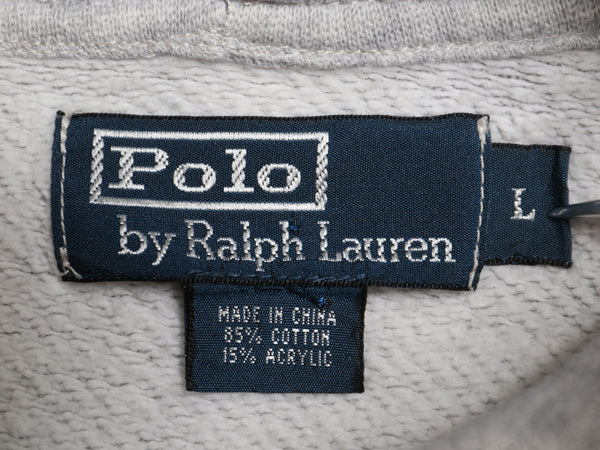 Polo
by Ralph Lauren
L
MADE IN CHINA
85% COTTON
15% ACRYLIC